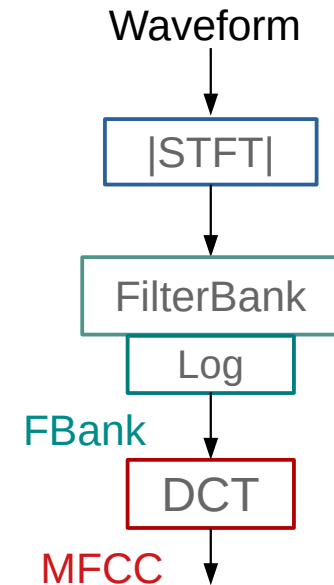 Waveform
|STFT|
FilterBank
Log
FBank
DCT
MFCC